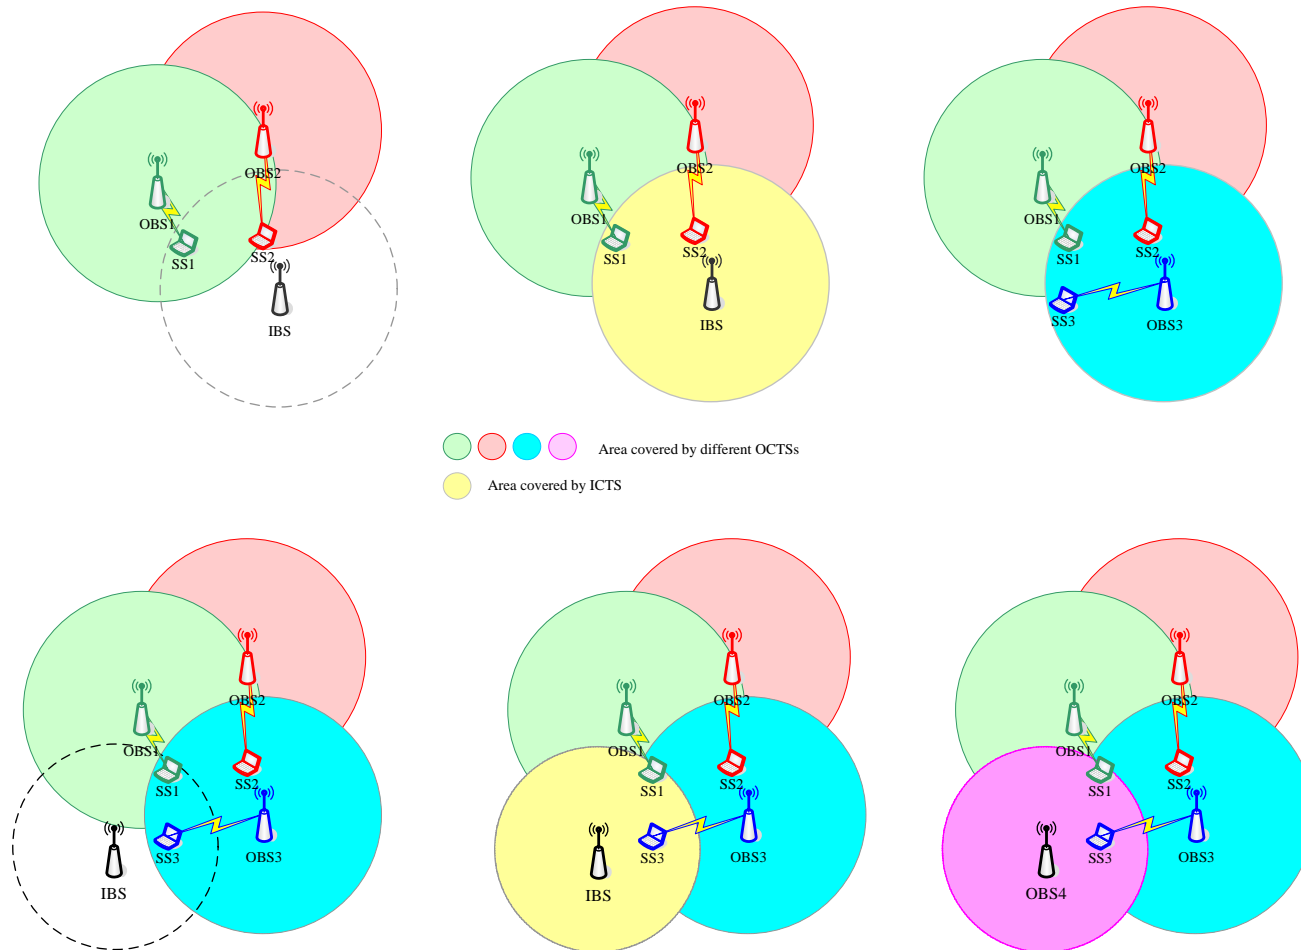 OBS2
OBS1
SS1
SS2
IBS
OBS2
OBS1
SS1
SS2
IBS
OBS2
OBS1
SS1
SS2
SS3
OBS3
Area covered by different OCTSs
Area covered by ICTS
OBS2
OBS1
SS1
SS2
SS3
OBS3
IBS
OBS2
OBS1
SS1
SS2
SS3
OBS3
IBS
OBS2
OBS1
SS1
SS2
SS3
OBS3
OBS4